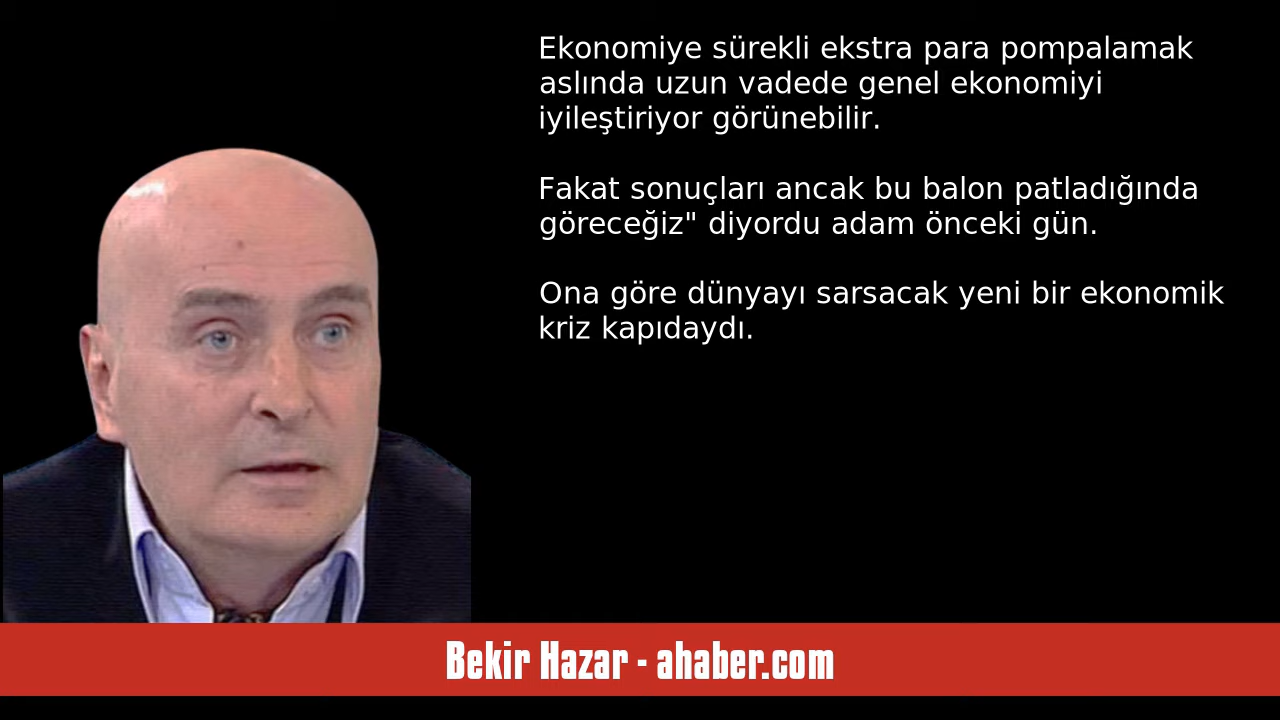 Ekonomiye sürekli ekstra para pompalamak
aslında uzun vadede genel ekonomiyi
iyileştiriyor görünebilir.
Fakat sonuçları ancak bu balon patladığında
göreceğiz" diyordu adam önceki gün.
Ona göre dünyayı sarsacak yeni bir ekonomik
kriz kapıdaydı.
Bekir Hazar - ahaber.com